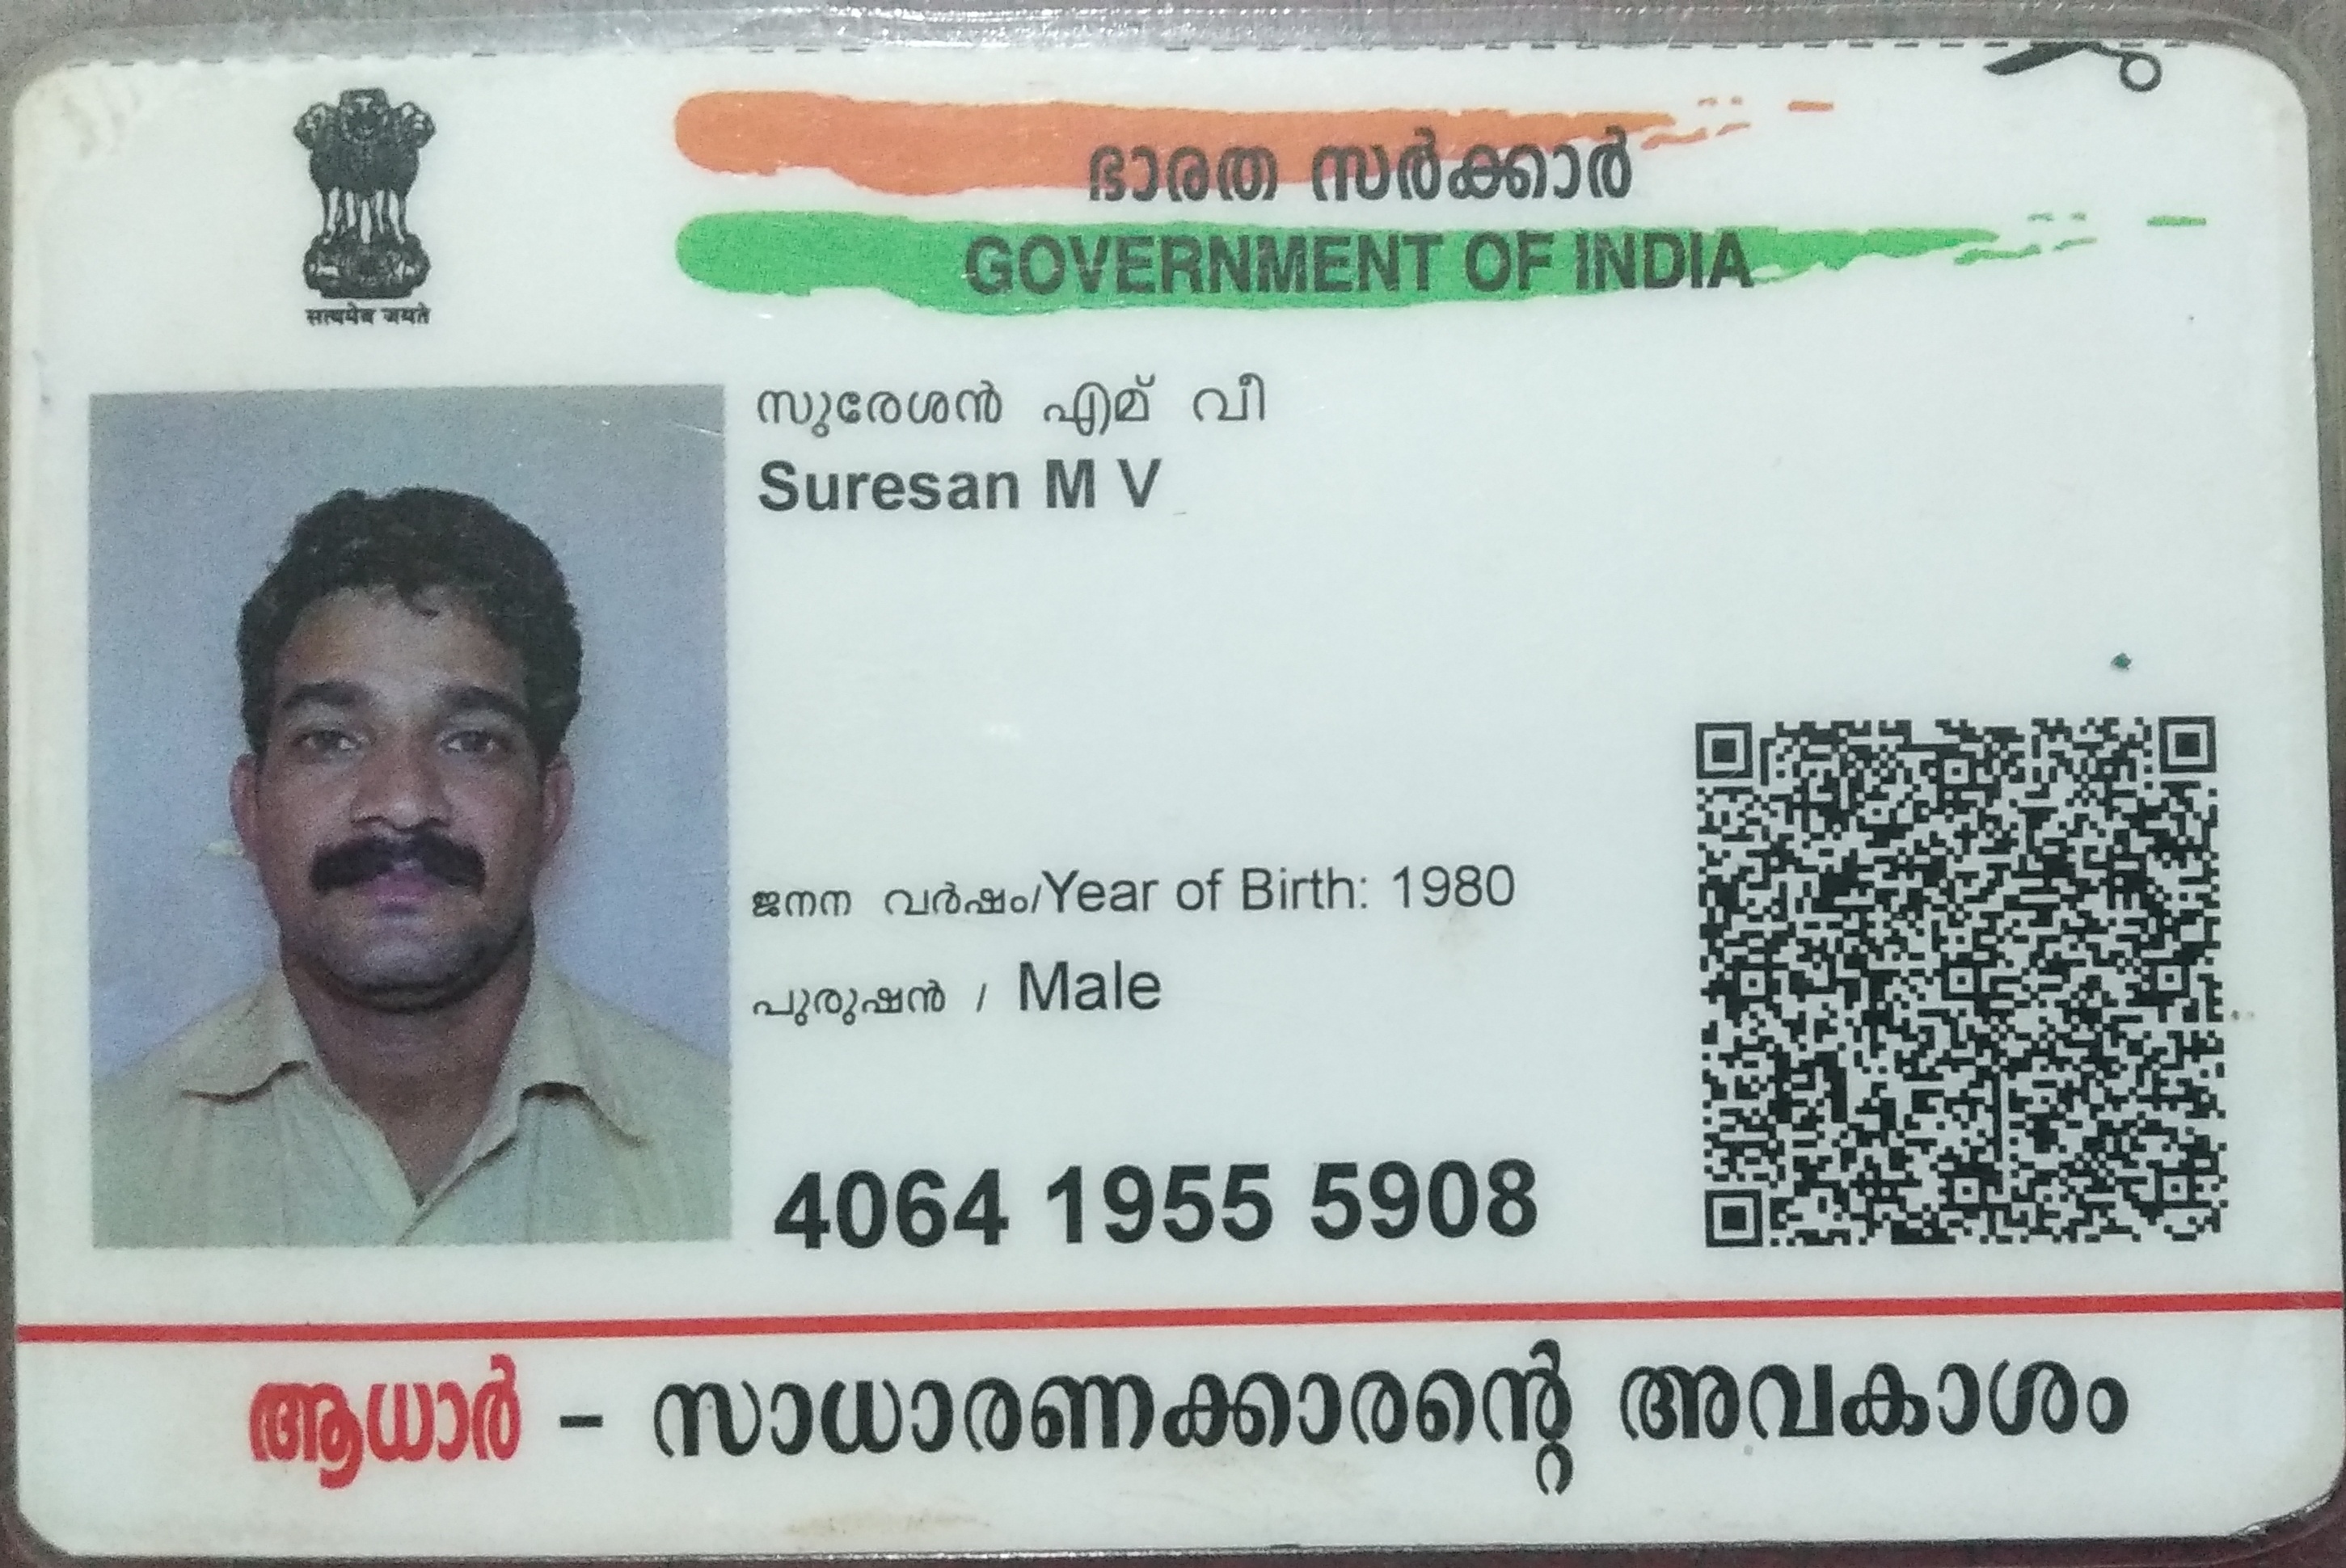 ഭാരത സർക്കാർ
GOVERNMENT OF INDIA
सत्यमेव जयते
സുരേശൻ എമ് വീ
Suresan M V
ജനന വർഷം/Year of Birth: 1980
പുരുഷൻ / Male
4064 1955 5908
ആധാർ – സാധാരണക്കാരന്റെ അവകാശം